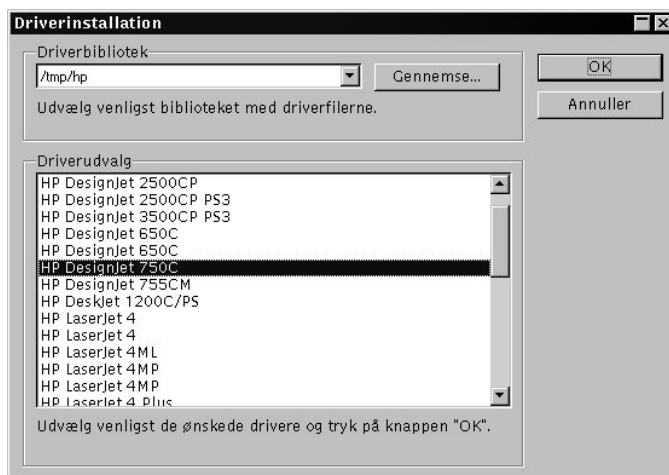 Driverinstallation
Driverbibliotek
/tmp/hp
Gennemse...
OK
Udvælg venligst biblioteket med driverfilerne.
Annuller
Driverudvalg
HP DesignJet 2500CP
HP DesignJet 2500CP PS3
HP DesignJet 3500CP PS3
HP DesignJet 650C
HP DesignJet 650C
HP DesignJet 750C
HP DesignJet 755CM
HP DeskJet 1200C/PS
HP LaserJet 4
HP LaserJet 4
HP LaserJet 4ML
HP LaserJet 4MP
HP LaserJet 4MP
HP LaserJet 4 Plus
Udvælg venligst de ønskede drivere og tryk på knappen "OK".